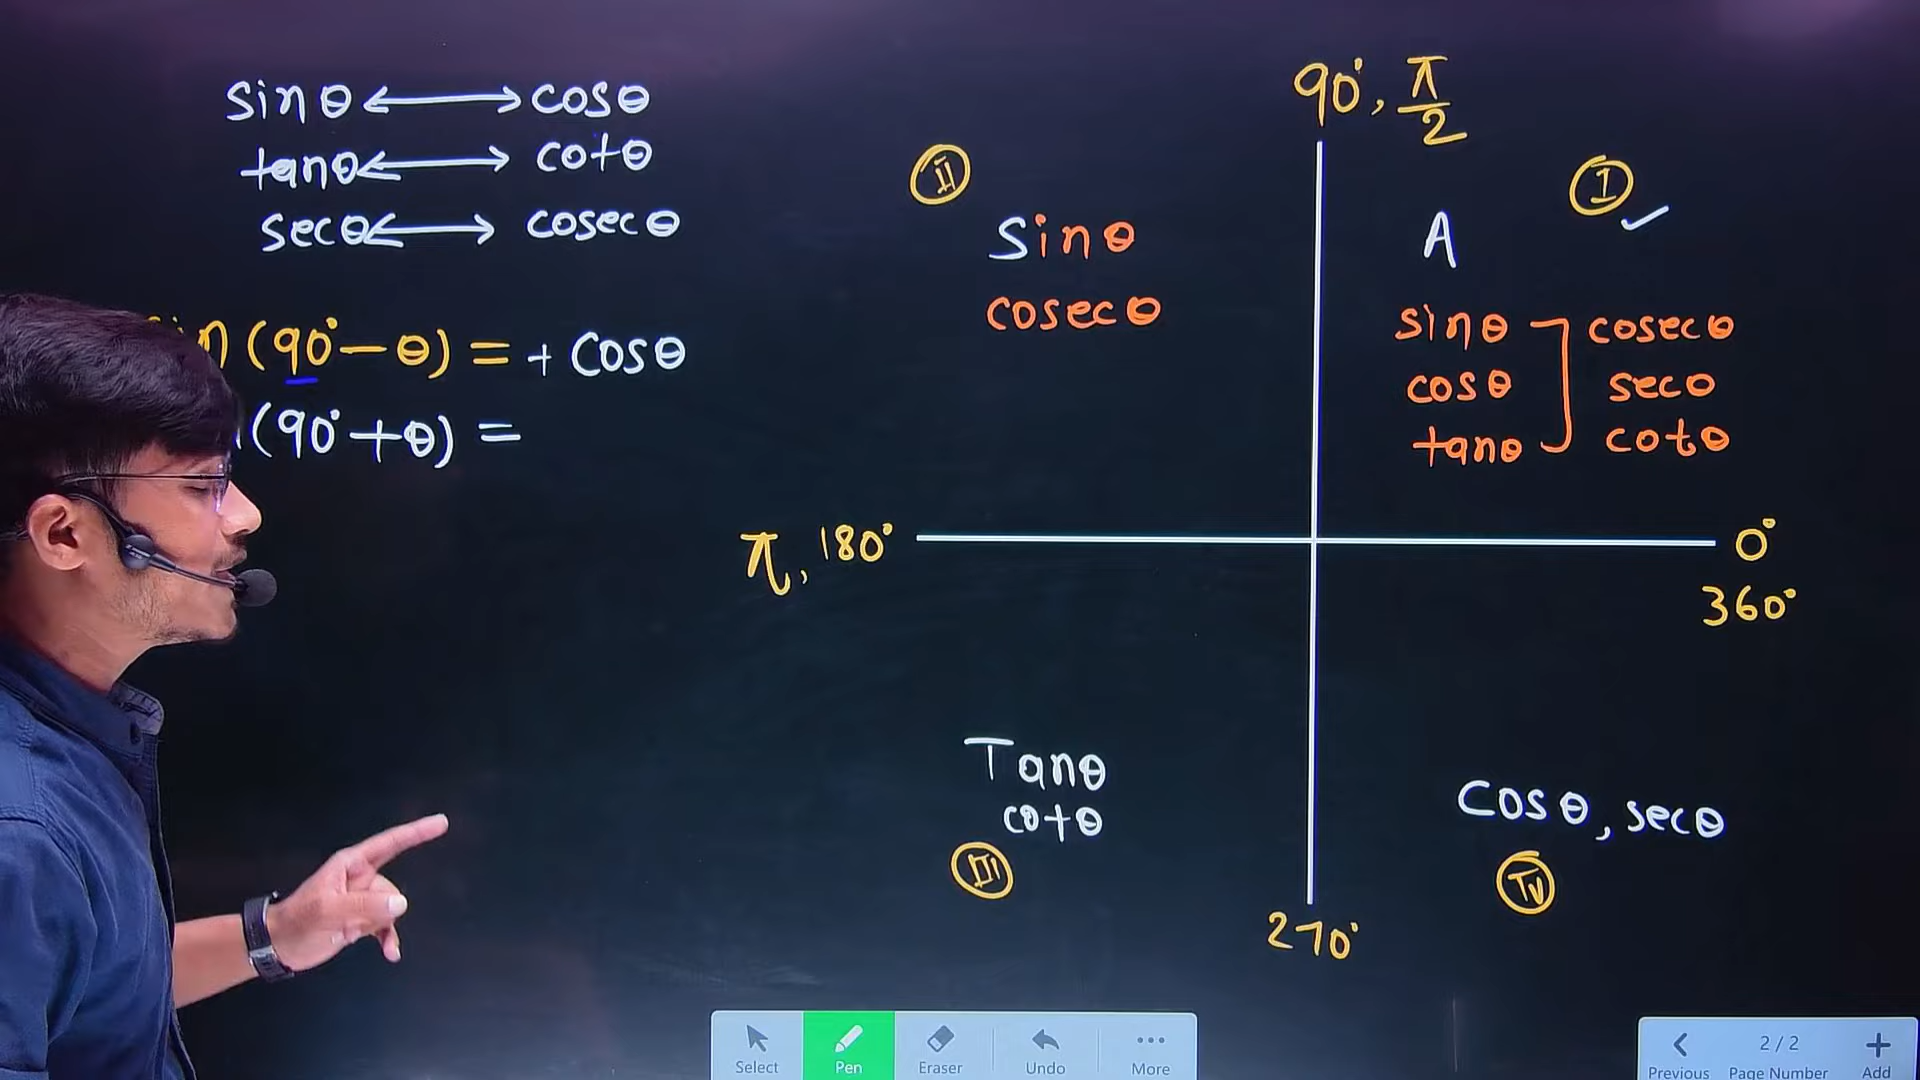 sinθ ⟷ cosθ
tanθ ⟷ cotθ
secθ ⟷ cosecθ
(90°−θ) = + cosθ
(90°+θ) =
90°, π/2
II
I
A
sinθ
cosecθ
sinθ cosecθ
cosθ secθ
tanθ cotθ
π, 180°
0°
360°
Tanθ
cotθ
III
cosθ, secθ
IV
270°
Select
Pen
Eraser
Undo
More
2 / 2
Previous
Page Number
Add